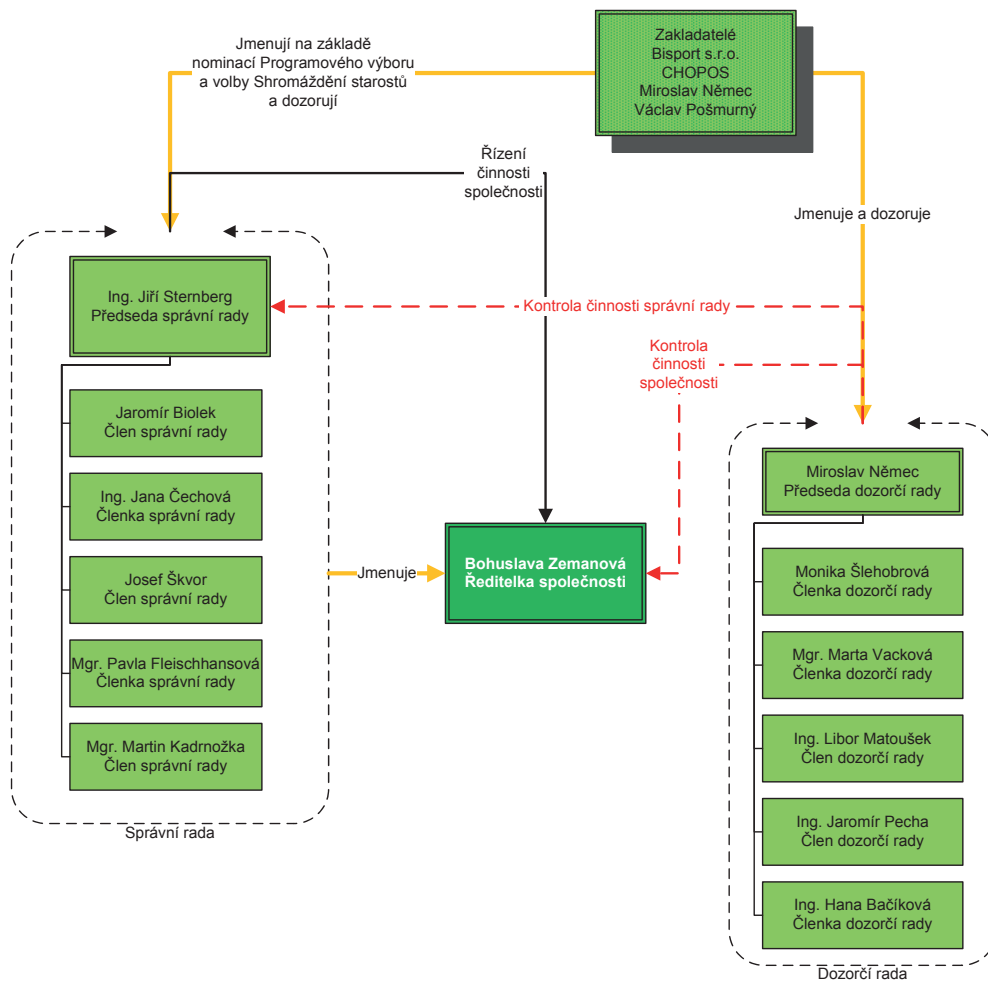 Jmenují na základě
nominací Programového výboru
a volby Shromáždění starostů
a dozorují
Zakladatelé
Bisport s.r.o.
CHOPOS
Miroslav Němec
Václav Pošmurný
Řízení
činnosti
společnosti
Jmenuje a dozoruje
Ing. Jiří Sternberg
Předseda správní rady
Kontrola činnosti správní rady
Kontrola
činnosti
společnosti
Jaromír Biolek
Člen správní rady
Ing. Jana Čechová
Členka správní rady
Josef Škvor
Člen správní rady
Mgr. Pavla Fleischhansová
Členka správní rady
Mgr. Martin Kadrnožka
Člen správní rady
Správní rada
Jmenuje
Bohuslava Zemanová
Ředitelka společnosti
Miroslav Němec
Předseda dozorčí rady
Monika Šlehobrová
Členka dozorčí rady
Mgr. Marta Vacková
Členka dozorčí rady
Ing. Libor Matoušek
Člen dozorčí rady
Ing. Jaromír Pecha
Člen dozorčí rady
Ing. Hana Bačíková
Členka dozorčí rady
Dozorčí rada